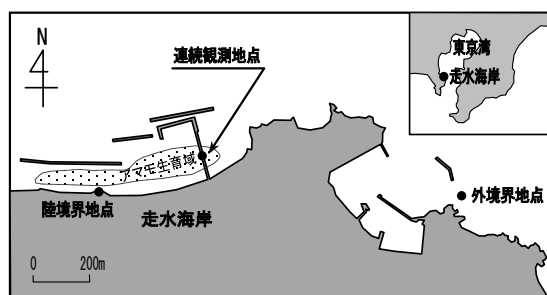 N
連続観測地点
東京湾
走水海岸
アマモ生育域
陸境界地点
走水海岸
外境界地点
0 200m